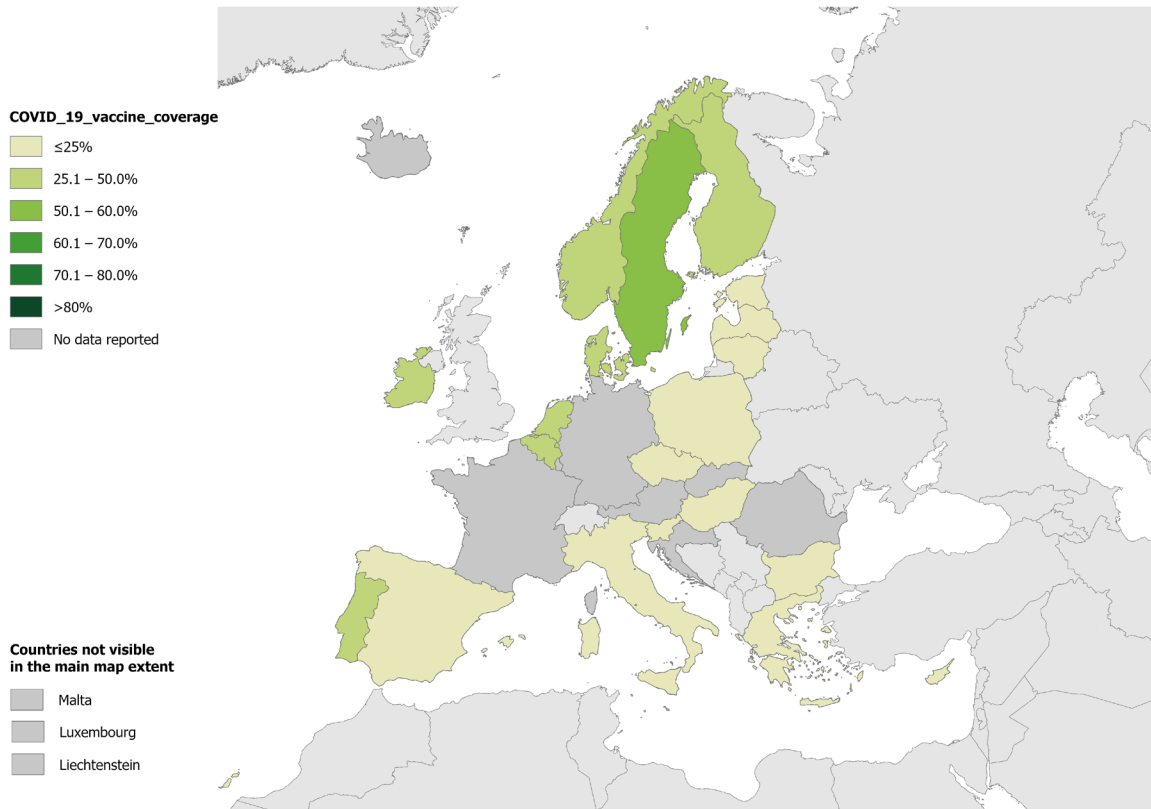 COVID_19_vaccine_coverage
≤25%
25.1 – 50.0%
50.1 – 60.0%
60.1 – 70.0%
70.1 – 80.0%
>80%
No data reported
Countries not visible
in the main map extent
Malta
Luxembourg
Liechtenstein